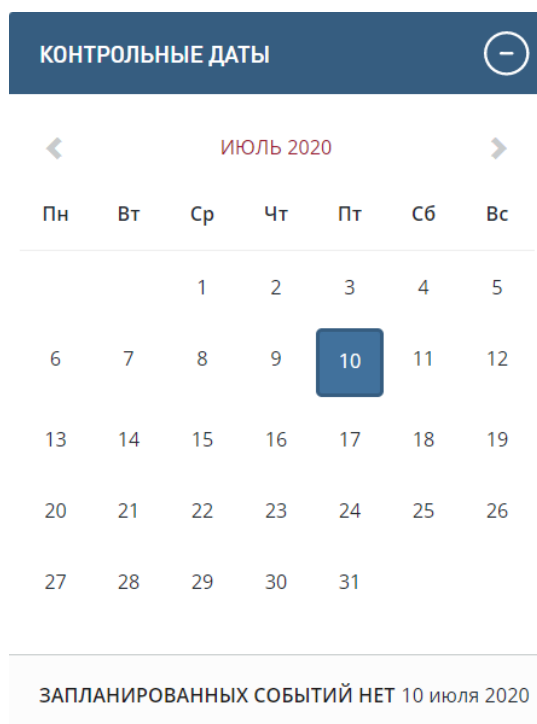 КОНТРОЛЬНЫЕ ДАТЫ
ИЮЛЬ 2020
Пн Вт Ср Чт Пт Сб Вс
1 2 3 4 5
6 7 8 9 10 11 12
13 14 15 16 17 18 19
20 21 22 23 24 25 26
27 28 29 30 31
ЗАПЛАНИРОВАННЫХ СОБЫТИЙ НЕТ 10 июля 2020